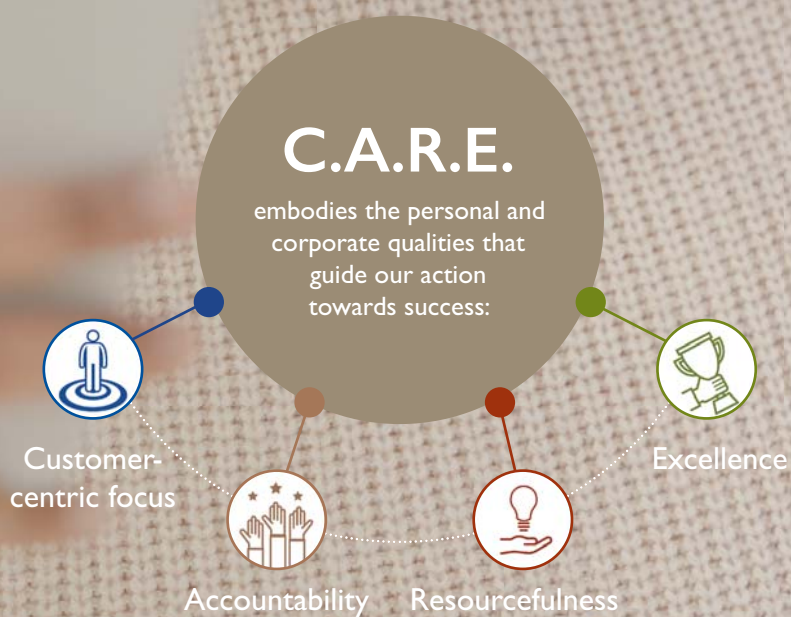 C.A.R.E.
embodies the personal and
corporate qualities that
guide our action
towards success:
Customer-
centric focus
Accountability
Resourcefulness
Excellence